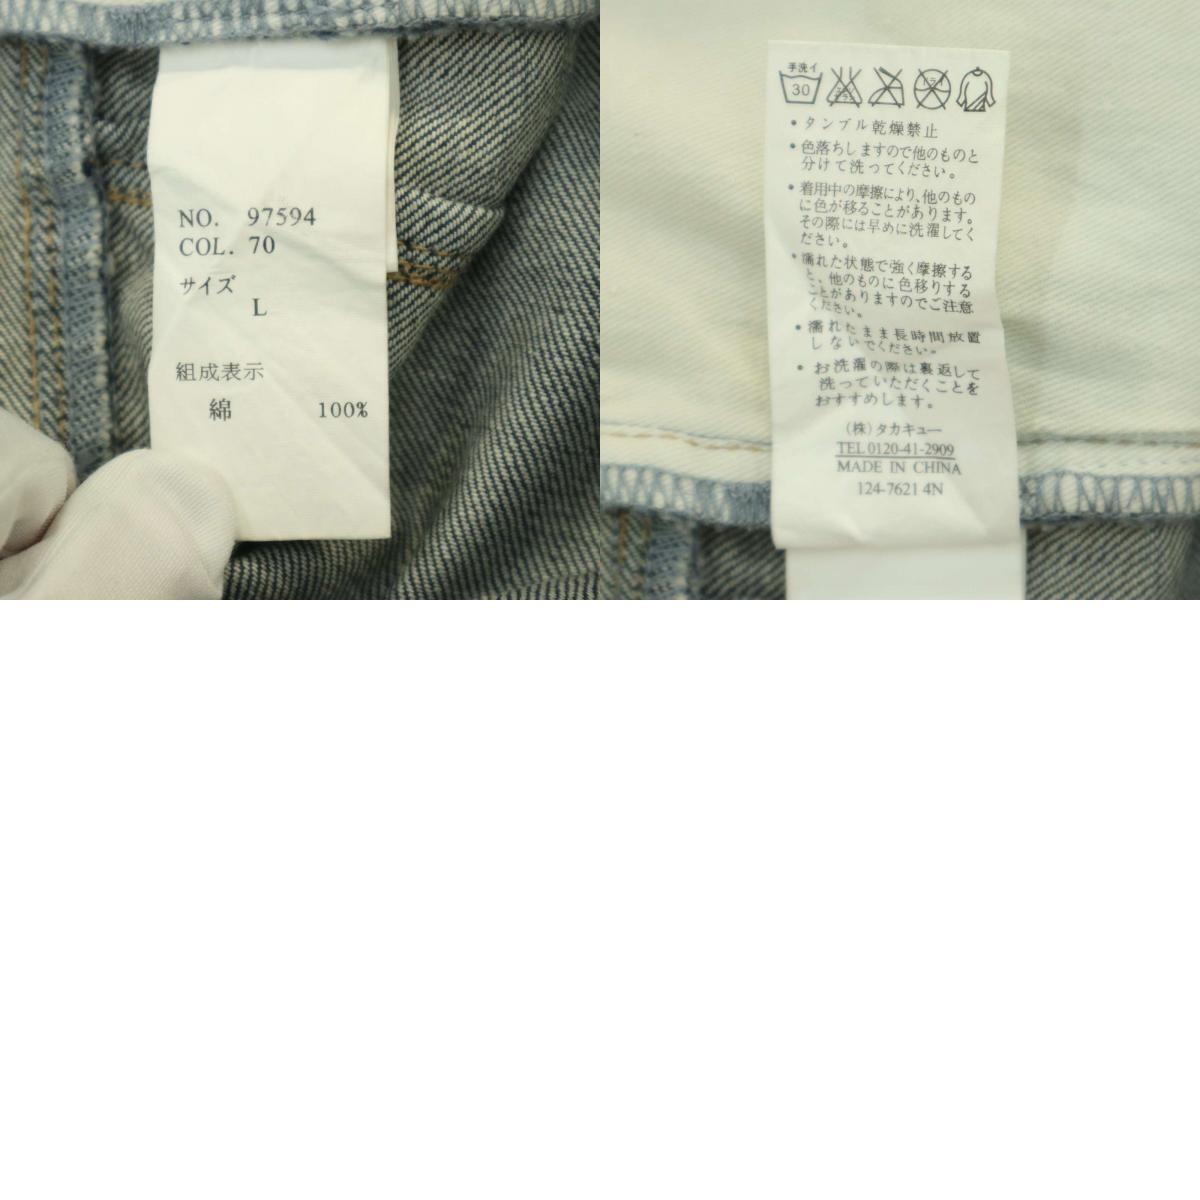 NO. 97594
COL. 70
サイズ
L
組成表示
綿 100%
手洗イ
30
ドライ
・タンブル乾燥禁止
・色落ちしますので他のものと
分けて洗ってください。
・着用中の摩擦により、他のもの
に色が移ることがあります。
その際には早めに洗濯してく
ださい。
・濡れた状態で強く摩擦する
と、他のものに色移りする
ことがありますのでご注意
ください。
・濡れたまま長時間放置
しないでください。
・お洗濯の際は裏返して
洗っていただくことを
おすすめします。
(株)タカキュー
TEL 0120-41-2909
MADE IN CHINA
124-7621 4N